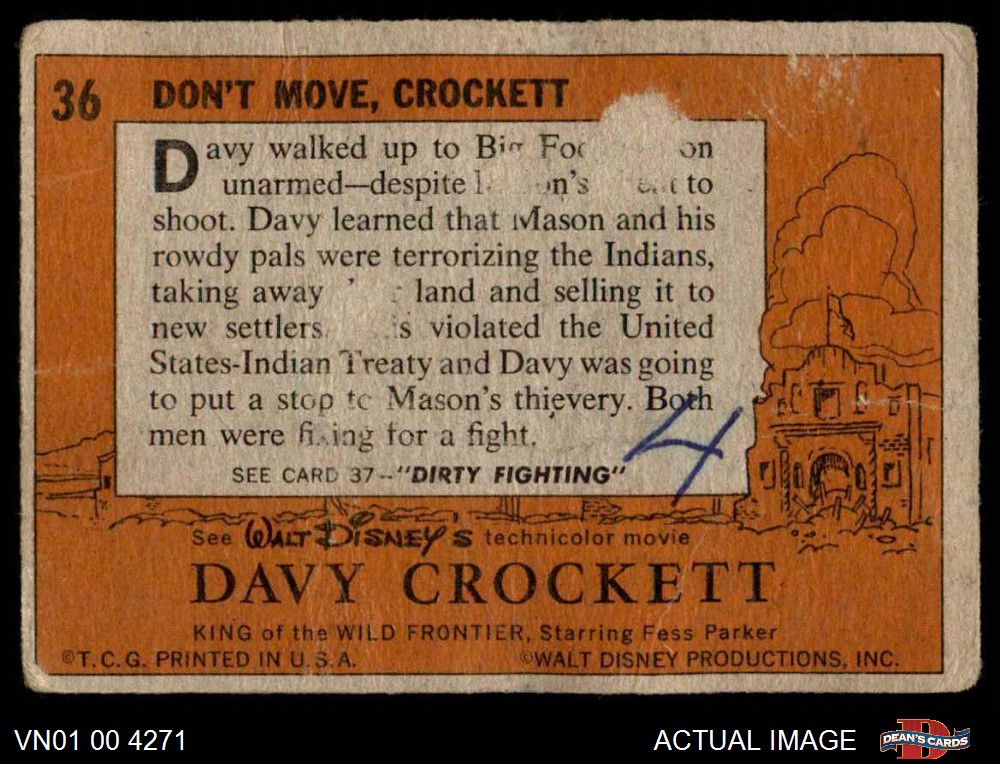 36 DON'T MOVE, CROCKETT
Davy walked up to Big
unarmed—despite to
shoot. Davy learned that Mason and his
rowdy pals were terrorizing the Indians,
taking away land and selling it to
new settlers. violated the United
States-Indian Treaty and Davy was going
to put a stop to Mason's thievery. Both
men were for a fight.
4
SEE CARD 37--"DIRTY FIGHTING"
See WALT DISNEY'S technicolor movie
DAVY CROCKETT
KING of the WILD FRONTIER, Starring Fess Parker
©T.C.G. PRINTED IN U.S.A. ©WALT DISNEY PRODUCTIONS, INC.
VN01 00 4271 ACTUAL IMAGE DEAN'S CARDS